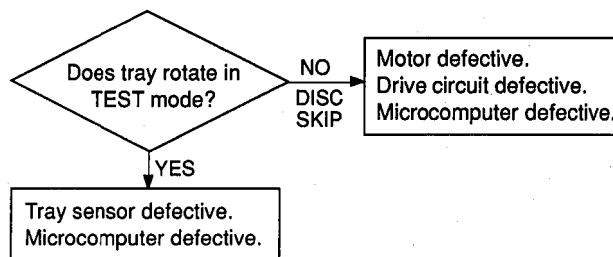 Does tray rotate in
TEST mode?
NO
DISC
SKIP
Motor defective.
Drive circuit defective.
Microcomputer defective.
YES
Tray sensor defective.
Microcomputer defective.